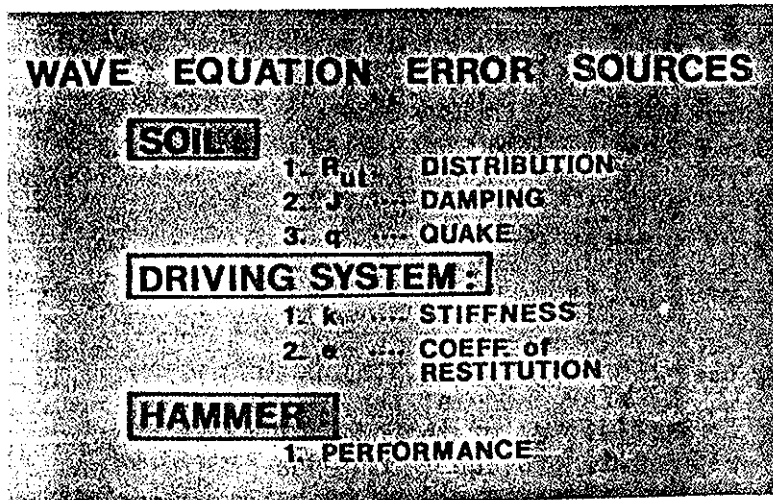 WAVE EQUATION ERROR SOURCES
SOIL:
1. Rut DISTRIBUTION
2. J .... DAMPING
3. q .... QUAKE
DRIVING SYSTEM:
1. k .... STIFFNESS
2. e .... COEFF. of
RESTITUTION
HAMMER:
1. PERFORMANCE